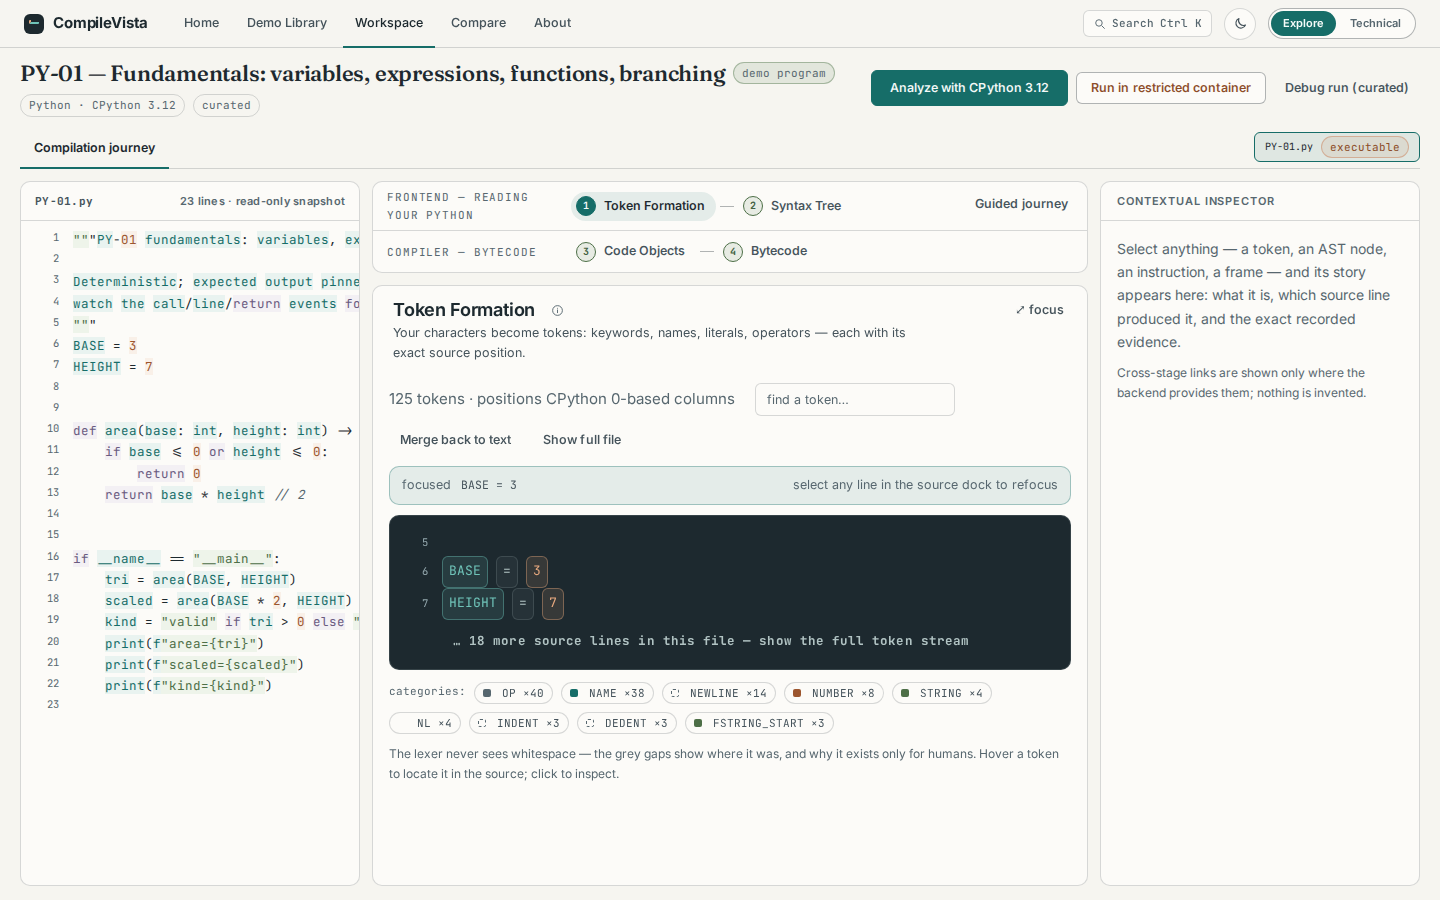 CompileVista
Home
Demo Library
Workspace
Compare
About
Search Ctrl K
Explore
Technical
PY-01 — Fundamentals: variables, expressions, functions, branching
demo program
Python · CPython 3.12
curated
Analyze with CPython 3.12
Run in restricted container
Debug run (curated)
Compilation journey
PY-01.py
executable
PY-01.py
23 lines · read-only snapshot
1 """PY-01 fundamentals: variables, ex
2
3 Deterministic; expected output pinne
4 watch the call/line/return events fo
5 """
6 BASE = 3
7 HEIGHT = 7
8
9
10 def area(base: int, height: int) ->
11 if base <= 0 or height <= 0:
12 return 0
13 return base * height // 2
14
15
16 if __name__ == "__main__":
17 tri = area(BASE, HEIGHT)
18 scaled = area(BASE * 2, HEIGHT)
19 kind = "valid" if tri > 0 else "
20 print(f"area={tri}")
21 print(f"scaled={scaled}")
22 print(f"kind={kind}")
23
FRONTEND — READING
YOUR PYTHON
1 Token Formation
2 Syntax Tree
Guided journey
COMPILER — BYTECODE
3 Code Objects
4 Bytecode
Token Formation
focus
Your characters become tokens: keywords, names, literals, operators — each with its
exact source position.
125 tokens · positions CPython 0-based columns
find a token…
Merge back to text
Show full file
focused BASE = 3
select any line in the source dock to refocus
5
6 BASE = 3
7 HEIGHT = 7
… 18 more source lines in this file — show the full token stream
categories:
OP ×40
NAME ×38
NEWLINE ×14
NUMBER ×8
STRING ×4
NL ×4
INDENT ×3
DEDENT ×3
FSTRING_START ×3
The lexer never sees whitespace — the grey gaps show where it was, and why it exists only for humans. Hover a token
to locate it in the source; click to inspect.
CONTEXTUAL INSPECTOR
Select anything — a token, an AST node,
an instruction, a frame — and its story
appears here: what it is, which source line
produced it, and the exact recorded
evidence.
Cross-stage links are shown only where the
backend provides them; nothing is invented.